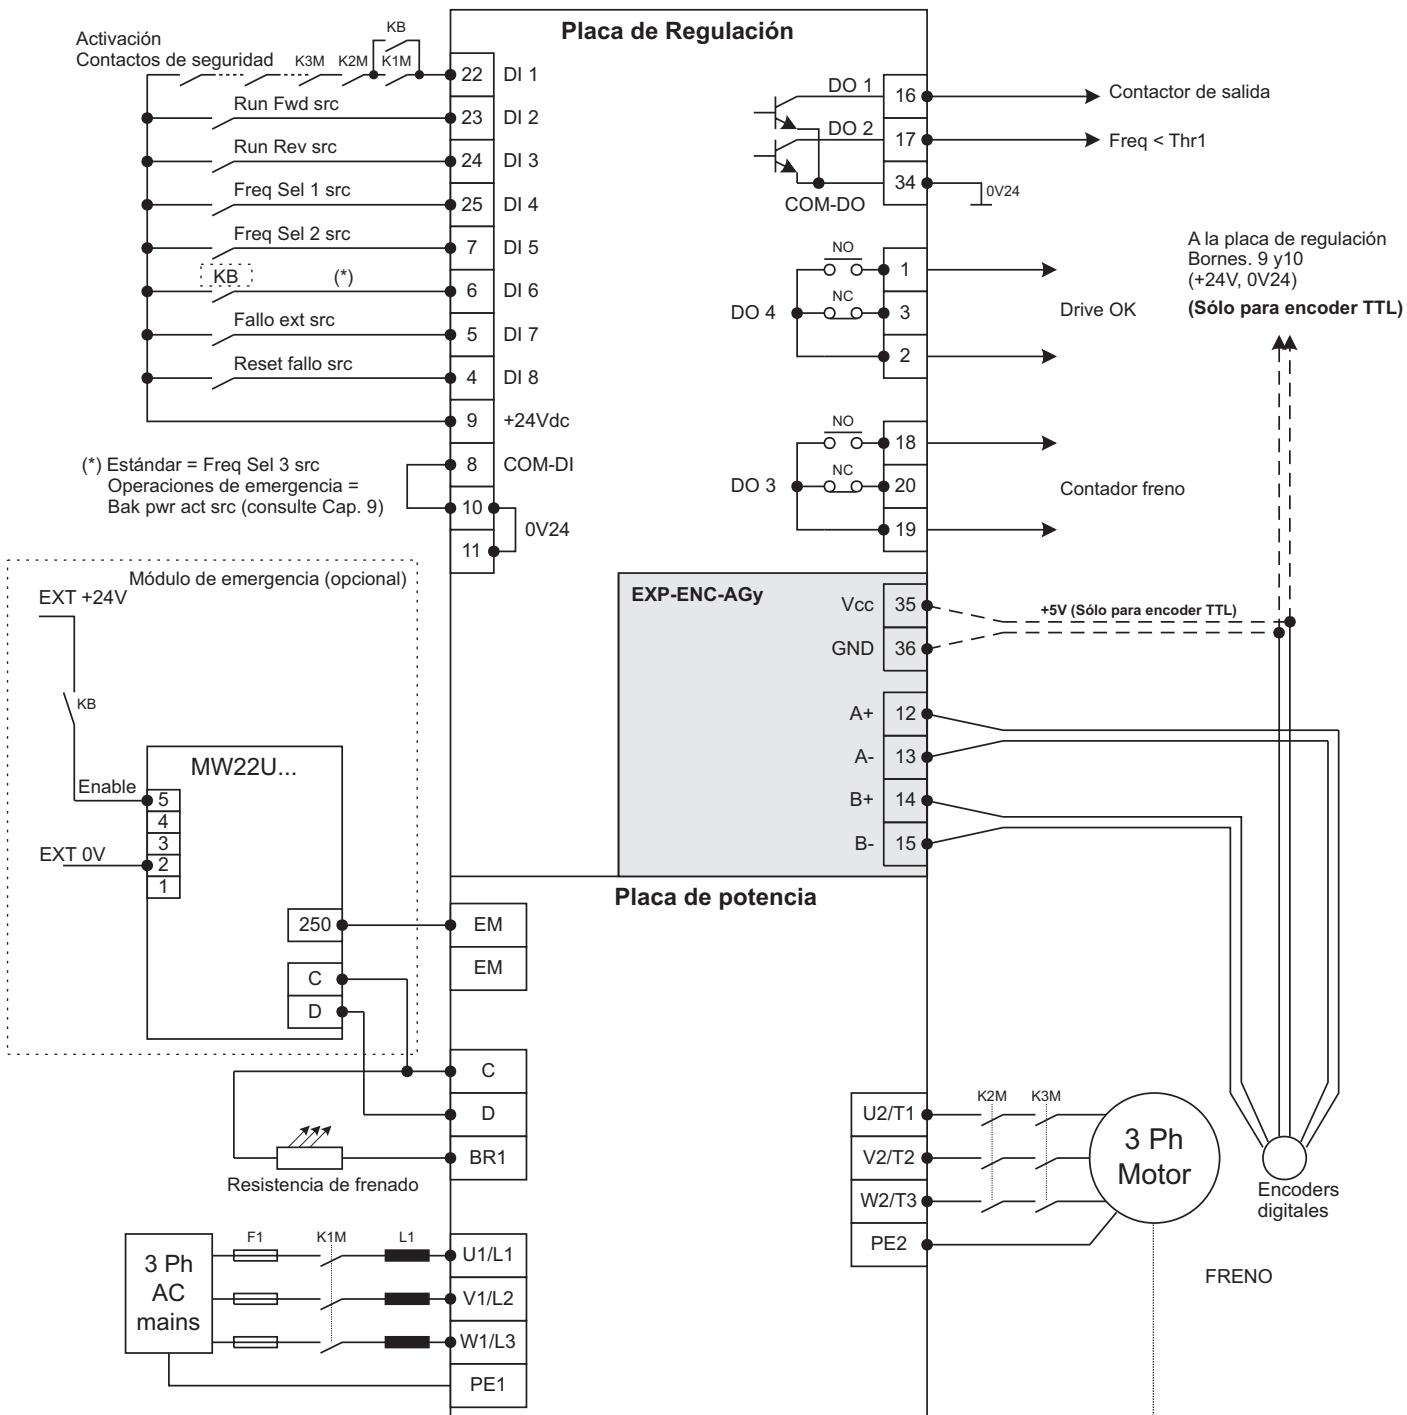 Placa de Regulación
Activación
Contactos de seguridad
K3M
K2M
K1M
KB
22
DI 1
Run Fwd src
23
DI 2
Run Rev src
24
DI 3
Freq Sel 1 src
25
DI 4
Freq Sel 2 src
7
DI 5
KB
(*)
6
DI 6
Fallo ext src
5
DI 7
Reset fallo src
4
DI 8
9
+24Vdc
8
COM-DI
10
0V24
11
(*) Estándar = Freq Sel 3 src
Operaciones de emergencia =
Bak pwr act src (consulte Cap. 9)
DO 1
16
Contactor de salida
DO 2
17
Freq < Thr1
34
COM-DO
0V24
NO
1
NC
DO 4
3
Drive OK
2
NO
18
NC
DO 3
20
Contador freno
19
A la placa de regulación
Bornes. 9 y10
(+24V, 0V24)
(Sólo para encoder TTL)
EXP-ENC-AGy
Vcc
35
+5V (Sólo para encoder TTL)
GND
36
A+
12
A-
13
B+
14
B-
15
Módulo de emergencia (opcional)
EXT +24V
KB
MW22U...
Enable
5
4
3
EXT 0V
2
1
250
C
D
Placa de potencia
EM
EM
C
D
BR1
Resistencia de frenado
3 Ph
AC
mains
F1
K1M
L1
U1/L1
V1/L2
W1/L3
PE1
U2/T1
V2/T2
W2/T3
PE2
K2M
K3M
3 Ph
Motor
Encoders
digitales
FRENO